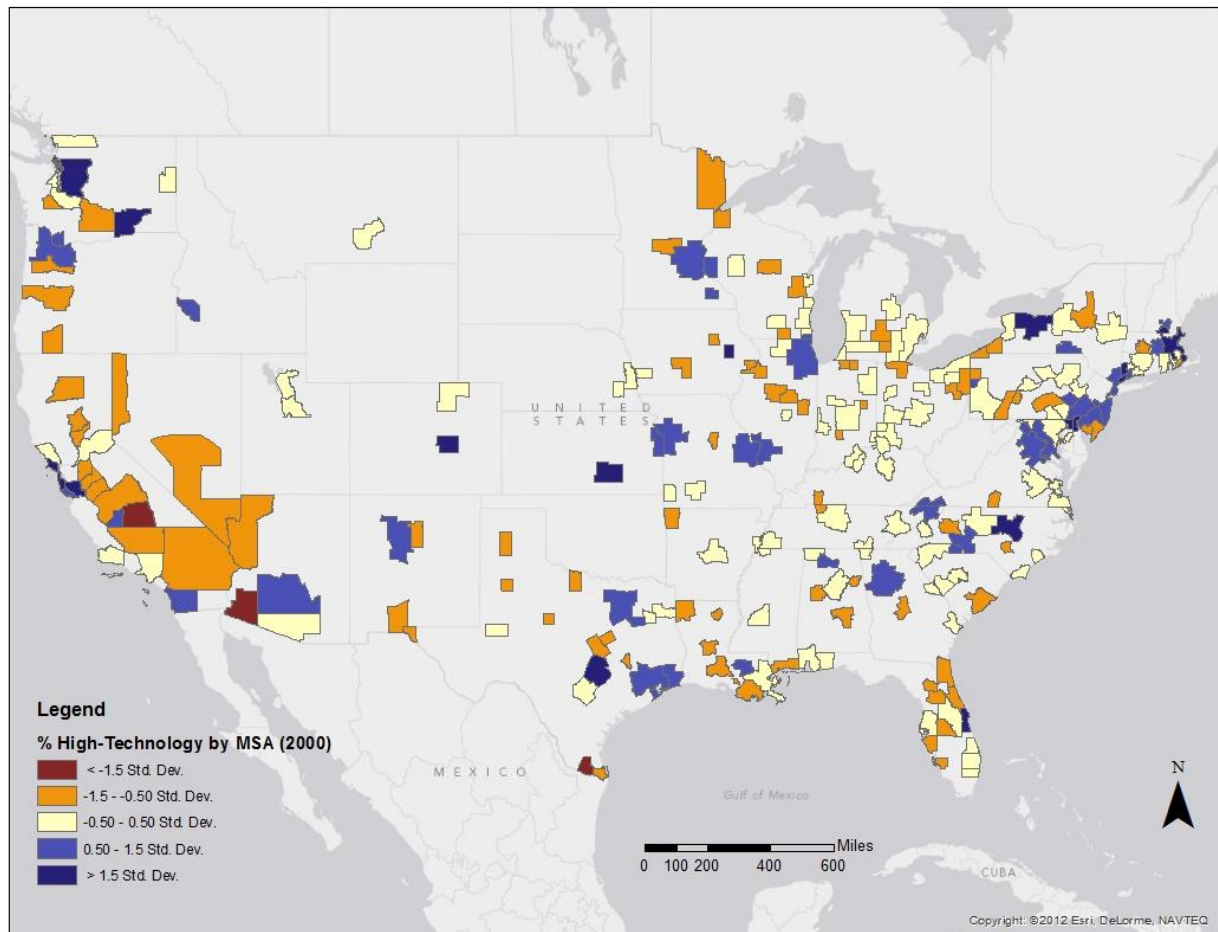 UNITED
STATES
Legend
% High-Technology by MSA (2000)
< -1.5 Std. Dev.
-1.5 - -0.50 Std. Dev.
-0.50 - 0.50 Std. Dev.
0.50 - 1.5 Std. Dev.
> 1.5 Std. Dev.
MEXICO
Gulf of Mexico
N
Miles
0 100 200 400 600
CUBA
Copyright: ©2012 Esri, DeLorme, NAVTEQ